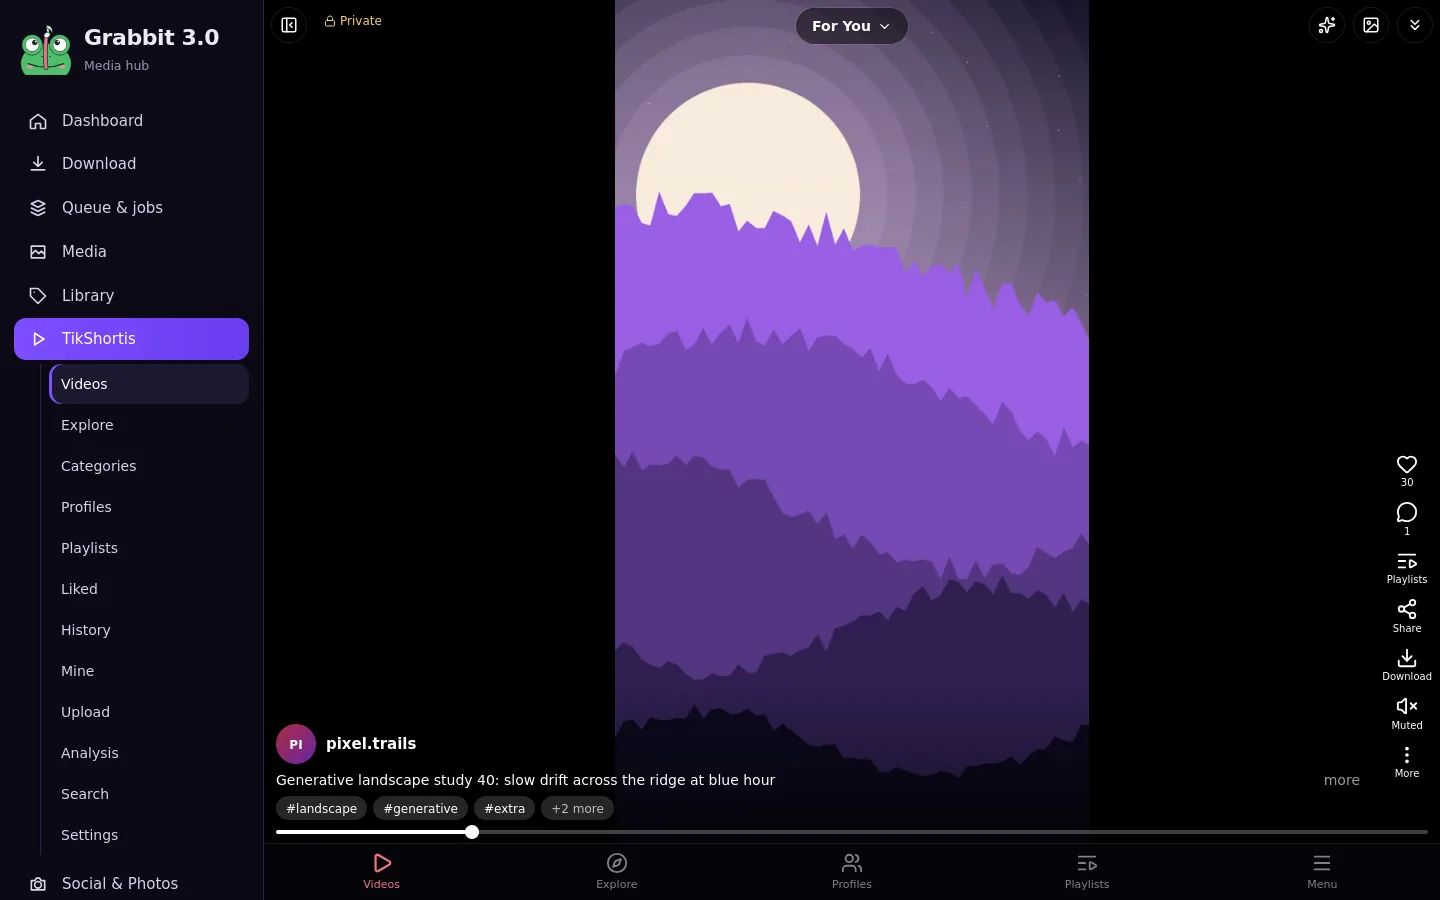 Grabbit 3.0
Media hub
Dashboard
Download
Queue & jobs
Media
Library
TikShortis
Videos
Explore
Categories
Profiles
Playlists
Liked
History
Mine
Upload
Analysis
Search
Settings
Social & Photos
Private
For You
30
1
Playlists
Share
Download
Muted
More
PI
pixel.trails
Generative landscape study 40: slow drift across the ridge at blue hour
more
#landscape #generative #extra +2 more
Videos Explore Profiles Playlists Menu